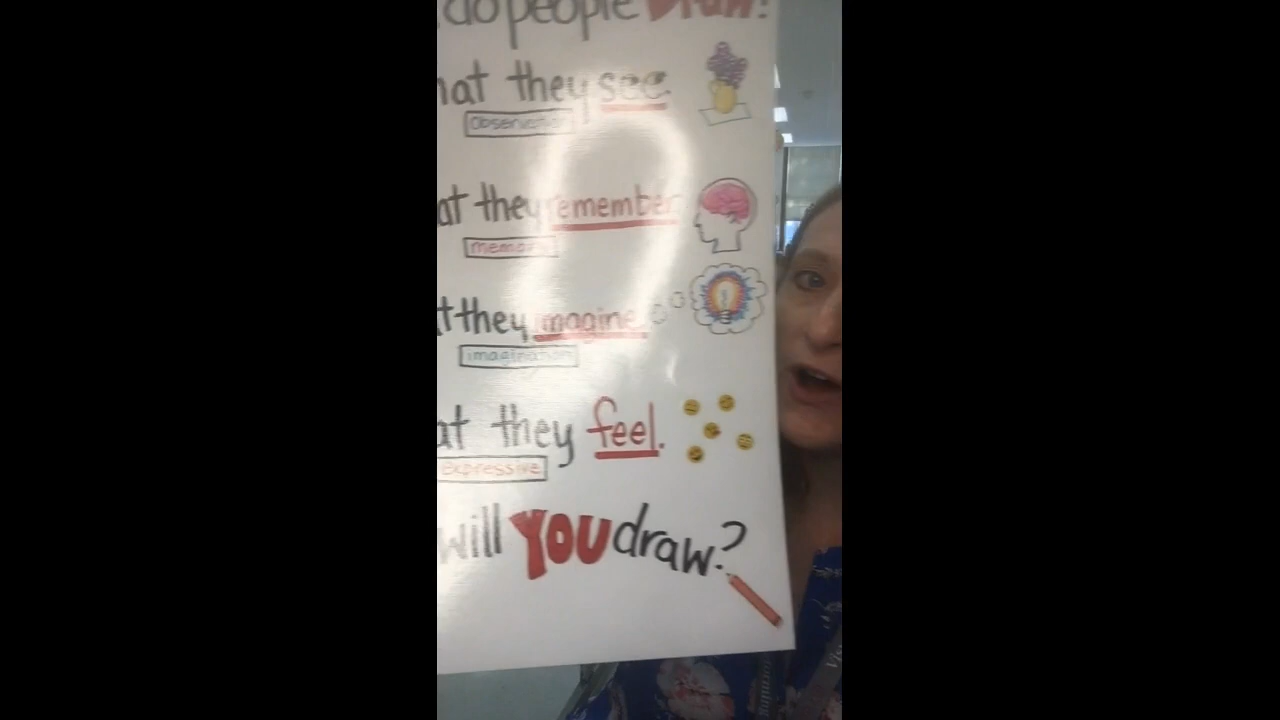 do people Draw?
hat they see.
observation
at they remember.
memory
t they imagine.
imagination
at they feel.
expressive
will YOU draw?